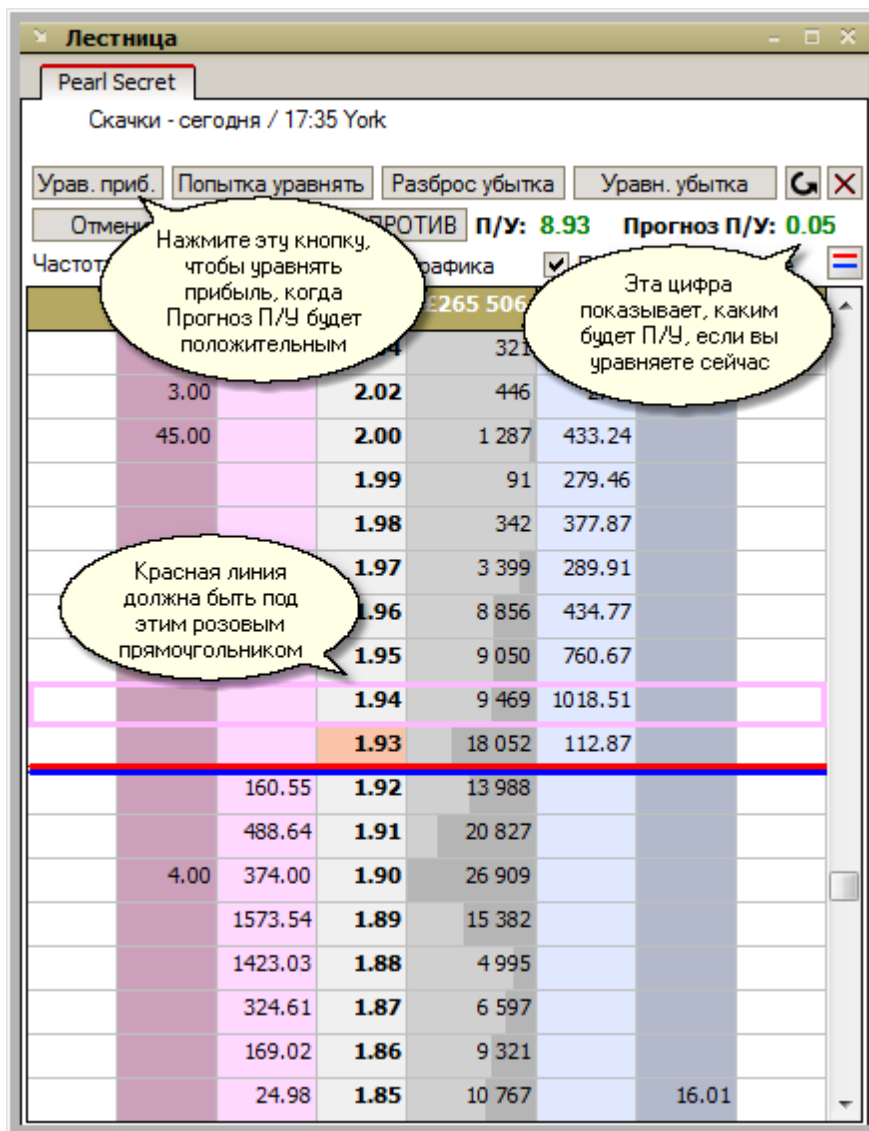 Лестница
Pearl Secret
Скачки - сегодня / 17:35 York
Урав. приб. Попытка уравнять Разброс убытка Уравн. убытка
ПРОТИВ П/У: 8.93 Прогноз П/У: 0.05
Нажмите эту кнопку,
чтобы уравнять
прибыль, когда
Прогноз П/У будет
положительным
Эта цифра
показывает, каким
будет П/У, если вы
уравняете сейчас
£265 506
321
3.00 2.02 446
45.00 2.00 1 287 433.24
1.99 91 279.46
1.98 342 377.87
1.97 3 399 289.91
1.96 8 856 434.77
1.95 9 050 760.67
Красная линия
должна быть под
этим розовым
прямоугольником
1.94 9 469 1018.51
1.93 18 052 112.87
160.55 1.92 13 988
488.64 1.91 20 827
4.00 374.00 1.90 26 909
1573.54 1.89 15 382
1423.03 1.88 4 995
324.61 1.87 6 597
169.02 1.86 9 321
24.98 1.85 10 767 16.01